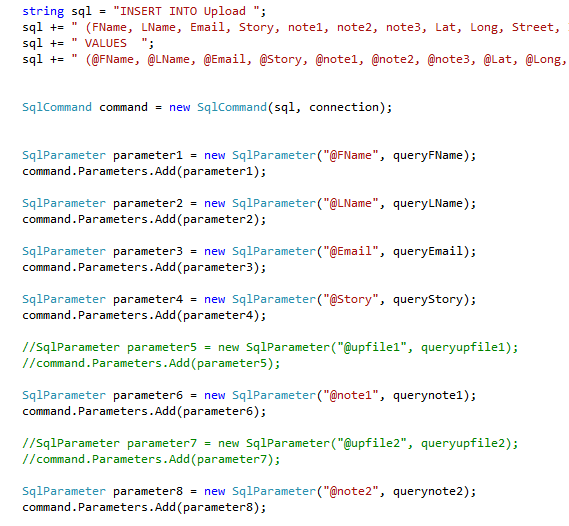 string sql = "INSERT INTO Upload ";
sql += " (FName, LName, Email, Story, note1, note2, note3, Lat, Long, Street,
sql += " VALUES  ";
sql += " (@FName, @LName, @Email, @Story, @note1, @note2, @note3, @Lat, @Long,
SqlCommand command = new SqlCommand(sql, connection);
SqlParameter parameter1 = new SqlParameter("@FName", queryFName);
command.Parameters.Add(parameter1);
SqlParameter parameter2 = new SqlParameter("@LName", queryLName);
command.Parameters.Add(parameter2);
SqlParameter parameter3 = new SqlParameter("@Email", queryEmail);
command.Parameters.Add(parameter3);
SqlParameter parameter4 = new SqlParameter("@Story", queryStory);
command.Parameters.Add(parameter4);
//SqlParameter parameter5 = new SqlParameter("@upfile1", queryupfile1);
//command.Parameters.Add(parameter5);
SqlParameter parameter6 = new SqlParameter("@note1", querynote1);
command.Parameters.Add(parameter6);
//SqlParameter parameter7 = new SqlParameter("@upfile2", queryupfile2);
//command.Parameters.Add(parameter7);
SqlParameter parameter8 = new SqlParameter("@note2", querynote2);
command.Parameters.Add(parameter8);